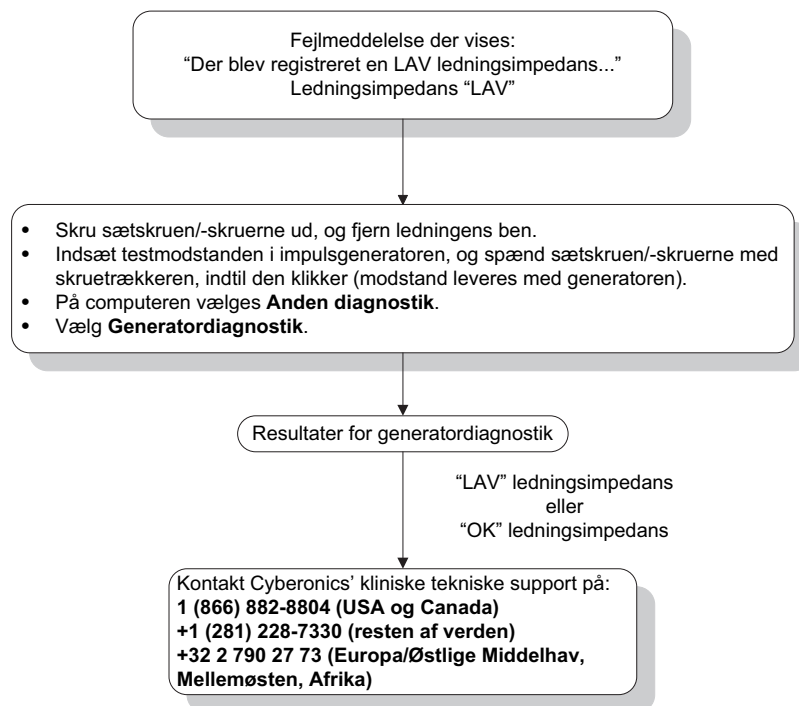 Fejlmeddelelse der vises:
“Der blev registreret en LAV ledningsimpedans...”
Ledningsimpedans “LAV”
• Skru sætskruen/-skruerne ud, og fjern ledningens ben.
• Indsæt testmodstanden i impulsgeneratoren, og spænd sætskruen/-skruerne med
skruetrækkeren, indtil den klikker (modstand leveres med generatoren).
• På computeren vælges Anden diagnostik.
• Vælg Generatordiagnostik.
Resultater for generatordiagnostik
“LAV” ledningsimpedans
eller
“OK” ledningsimpedans
Kontakt Cyberonics’ kliniske tekniske support på:
1 (866) 882-8804 (USA og Canada)
+1 (281) 228-7330 (resten af verden)
+32 2 790 27 73 (Europa/Østlige Middelhav,
Mellemøsten, Afrika)